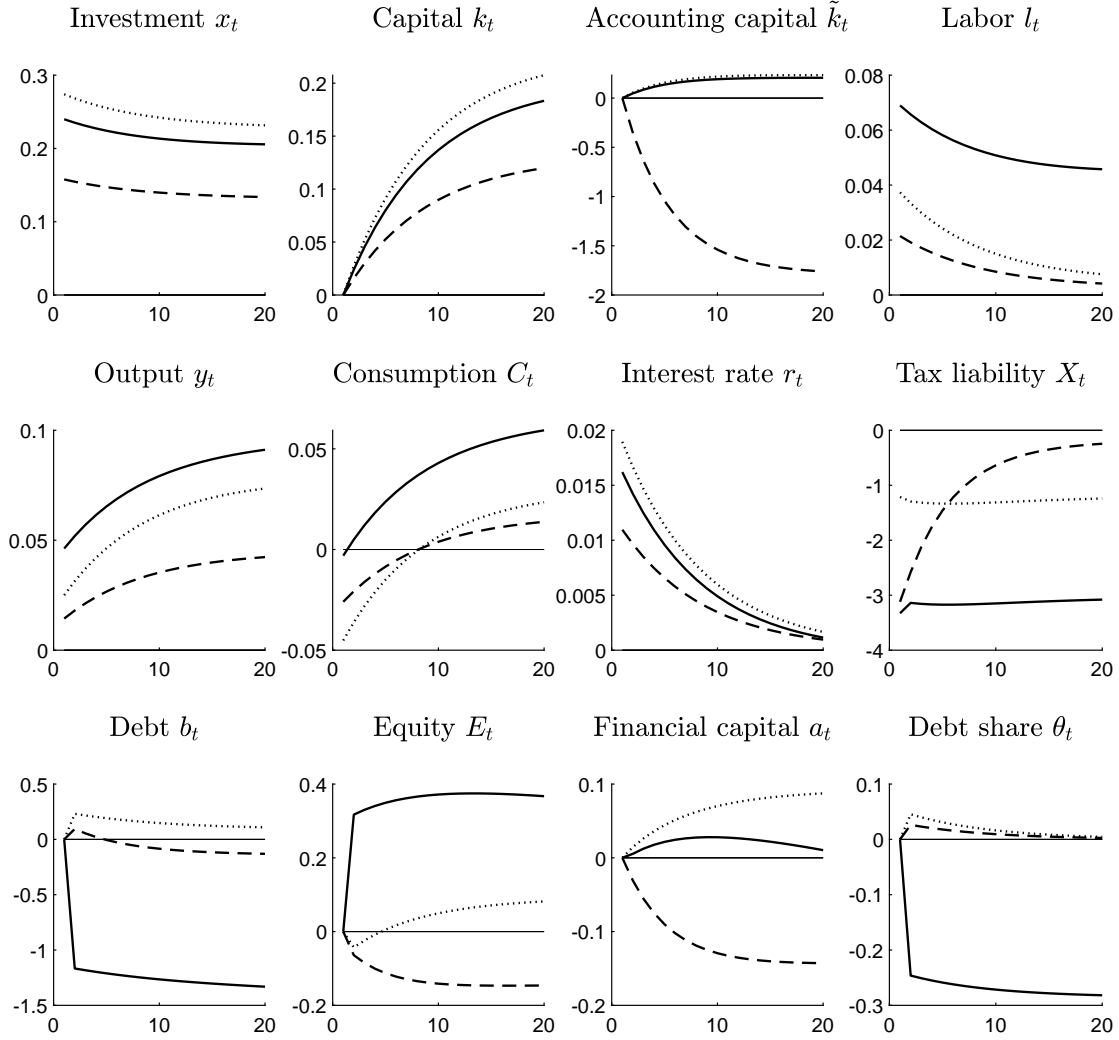 Investment x_t Capital k_t Accounting capital k̃_t Labor l_t
0.3 0.2 0 0.08
0.2 0.15 -0.5 0.06
0.1 0.1 -1 0.04
0.05 -1.5 0.02
0 0 -2 0
0 10 20 0 10 20 0 10 20 0 10 20
Output y_t Consumption C_t Interest rate r_t Tax liability X_t
0.1 0.05 0.02 0
0.015 -1
0.05 0 0.01 -2
0.005 -3
0 -0.05 0 -4
0 10 20 0 10 20 0 10 20 0 10 20
Debt b_t Equity E_t Financial capital a_t Debt share θ_t
0.5 0.4 0.1 0.1
0 0.2 0 0
-0.5 0 -0.1 -0.1
-1 -0.2
-1.5 -0.2 -0.2 -0.3
0 10 20 0 10 20 0 10 20 0 10 20